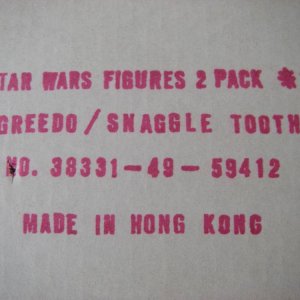 TAR WARS FIGURES 2 PACK *
GREEDO/SNAGGLE TOOTH
NO. 38331-49-59412
MADE IN HONG KONG